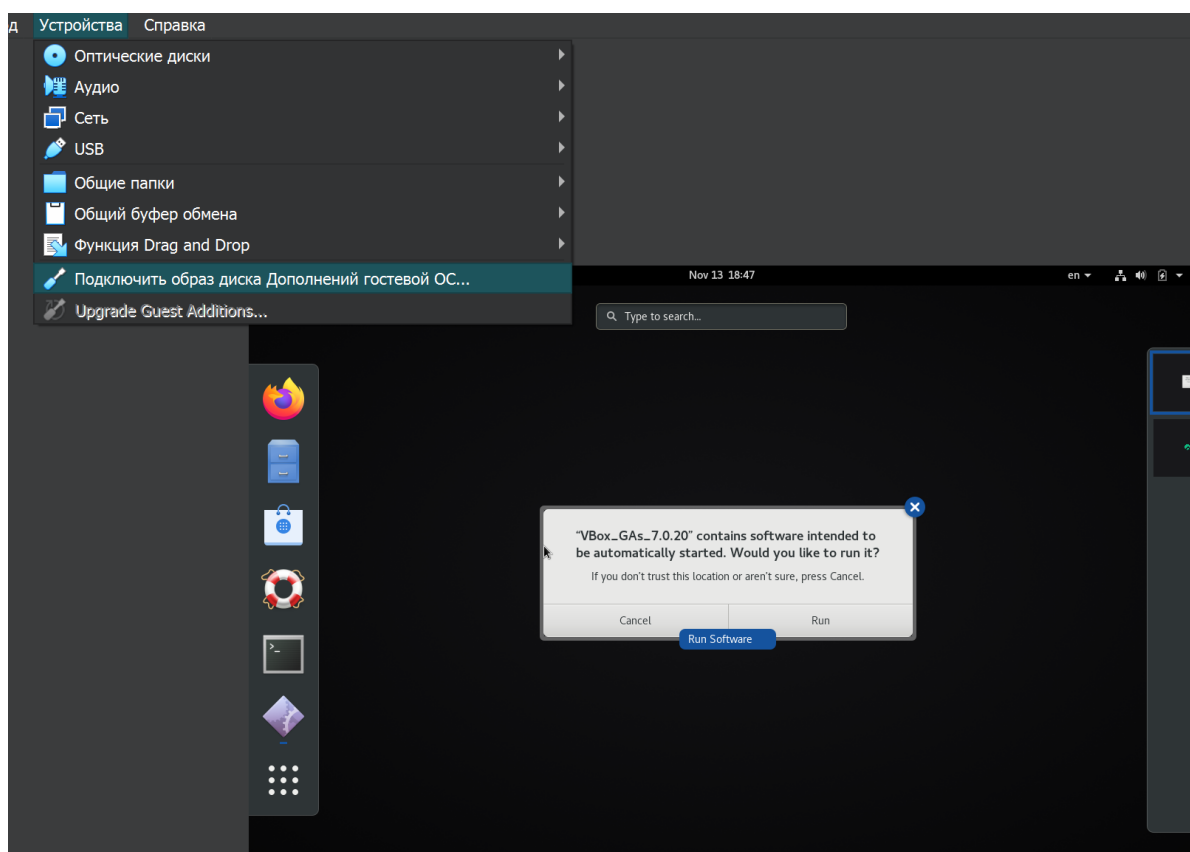 д Устройства Справка
Оптические диски
Аудио
Сеть
USB
Общие папки
Общий буфер обмена
Функция Drag and Drop
Подключить образ диска Дополнений гостевой ОС...
Upgrade Guest Additions...
Nov 13 18:47
en
Type to search...
“VBox_GAs_7.0.20” contains software intended to
be automatically started. Would you like to run it?
If you don't trust this location or aren't sure, press Cancel.
Cancel Run
Run Software